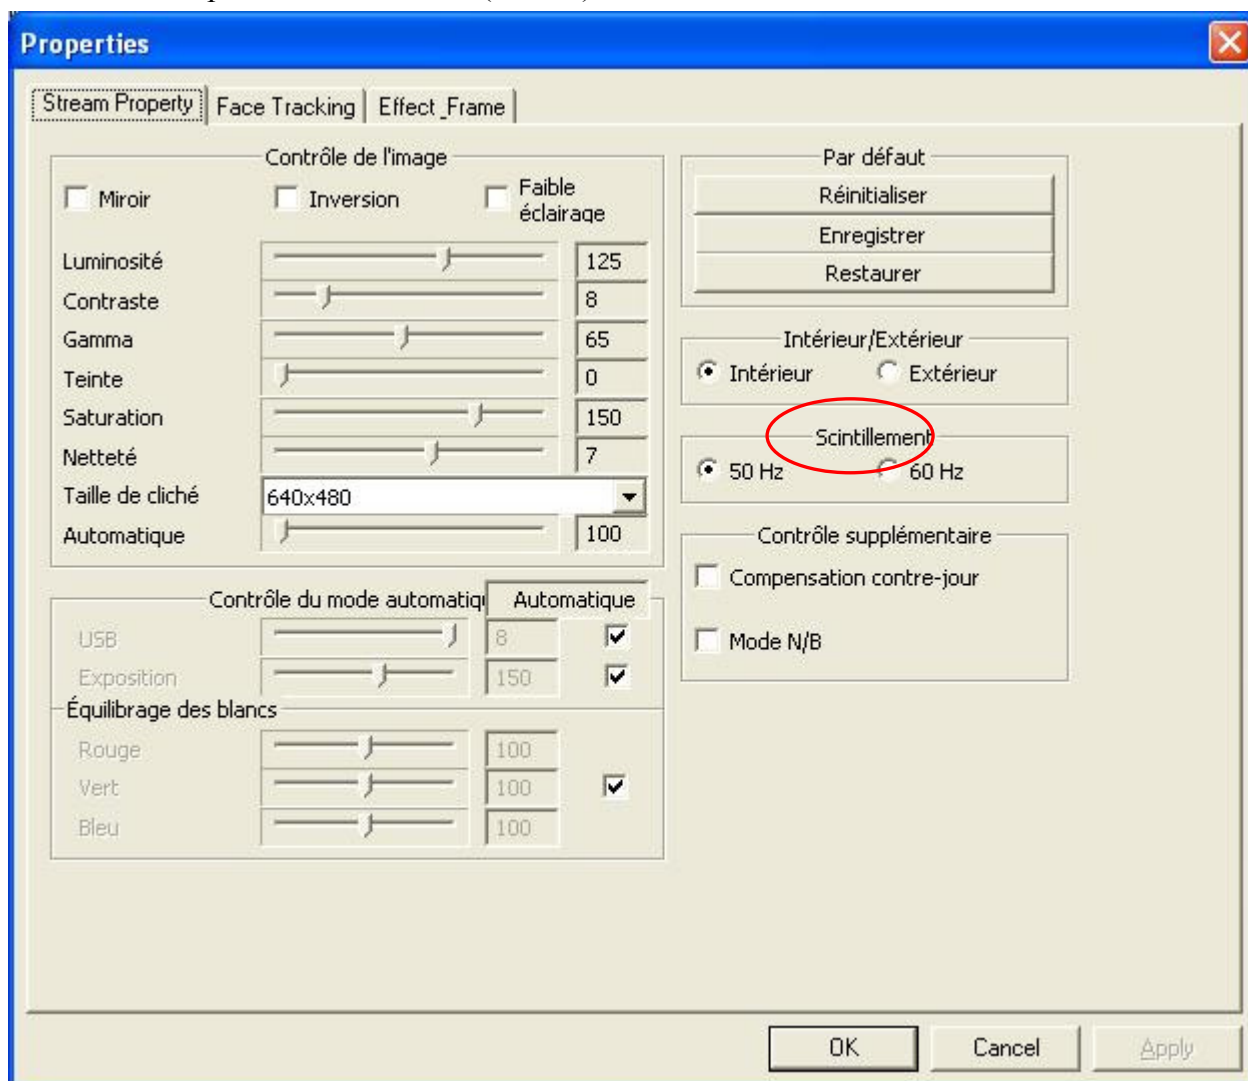 Properties
Stream Property Face Tracking Effect_Frame
Contrôle de l'image
Miroir Inversion Faible
éclairage
Luminosité 125
Contraste 8
Gamma 65
Teinte 0
Saturation 150
Netteté 7
Taille de cliché 640x480
Automatique 100
Contrôle du mode automatiq Automatique
USB 8
Exposition 150
Équilibrage des blancs
Rouge 100
Vert 100
Bleu 100
Par défaut
Réinitialiser
Enregistrer
Restaurer
Intérieur/Extérieur
Intérieur Extérieur
Scintillement
50 Hz 60 Hz
Contrôle supplémentaire
Compensation contre-jour
Mode N/B
OK Cancel Apply